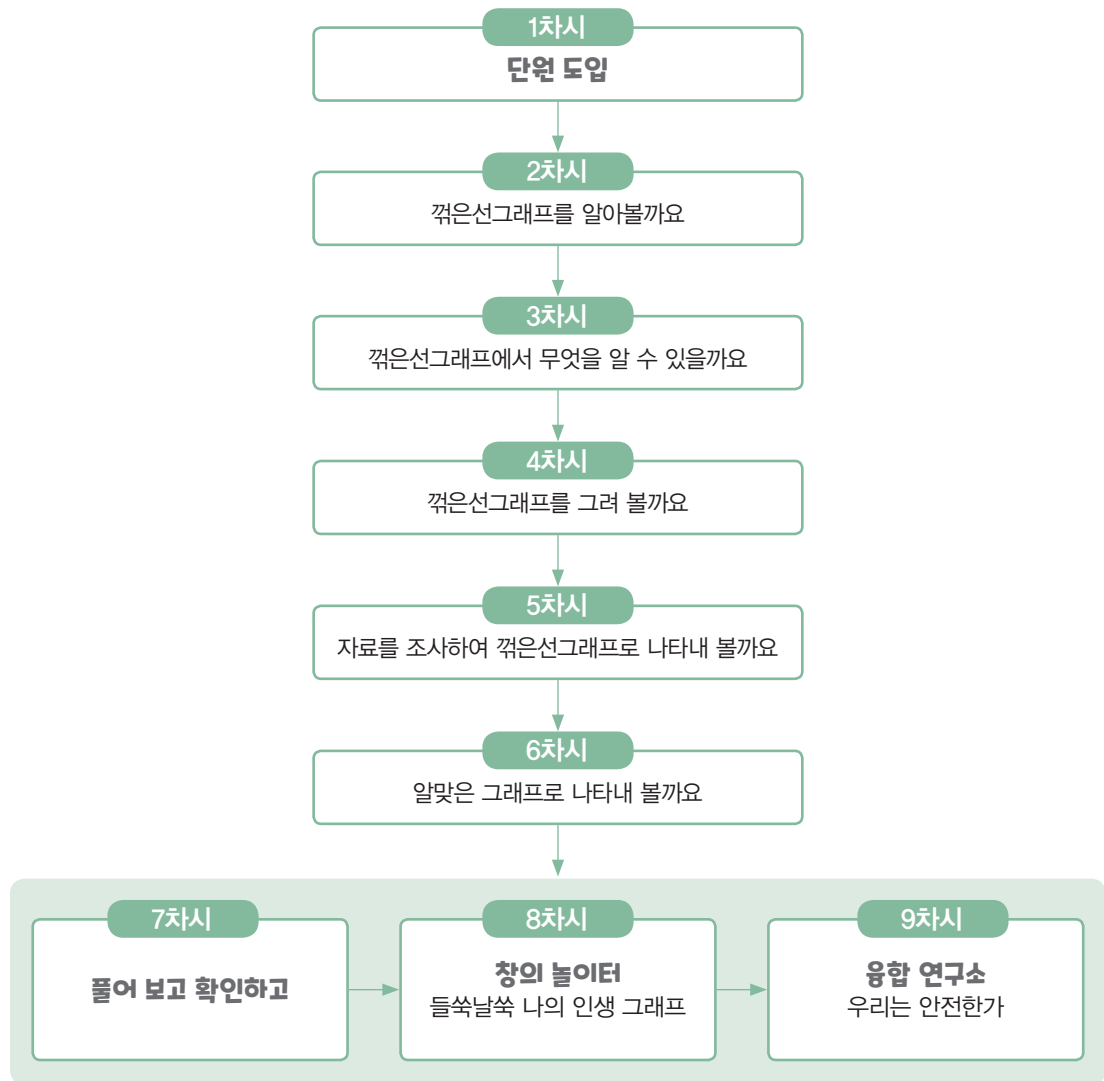 1차시
단원 도입
2차시
꺾은선그래프를 알아볼까요
3차시
꺾은선그래프에서 무엇을 알 수 있을까요
4차시
꺾은선그래프를 그려 볼까요
5차시
자료를 조사하여 꺾은선그래프로 나타내 볼까요
6차시
알맞은 그래프로 나타내 볼까요
7차시
풀어 보고 확인하고
8차시
창의 놀이터
들쑥날쑥 나의 인생 그래프
9차시
융합 연구소
우리는 안전한가